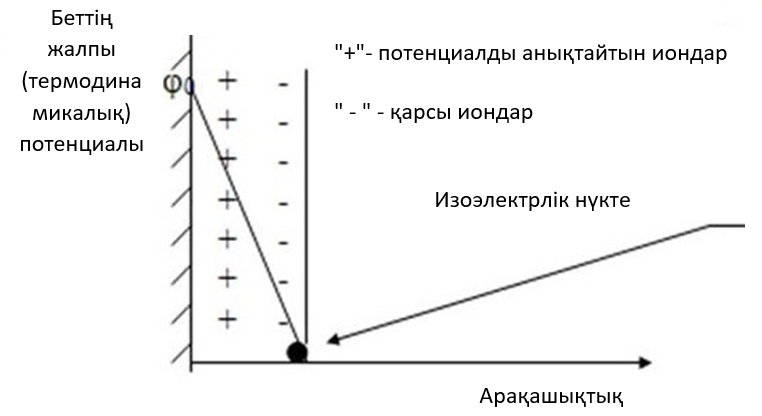 Беттің
жалпы
(термодина
микалық)
потенциалы
φ0
"+"- потенциалды анықтайтын иондар
" - " - қарсы иондар
Изоэлектрлік нүкте
+ -
+ -
+ -
+ -
+ -
+ -
+ -
Арақашықтық